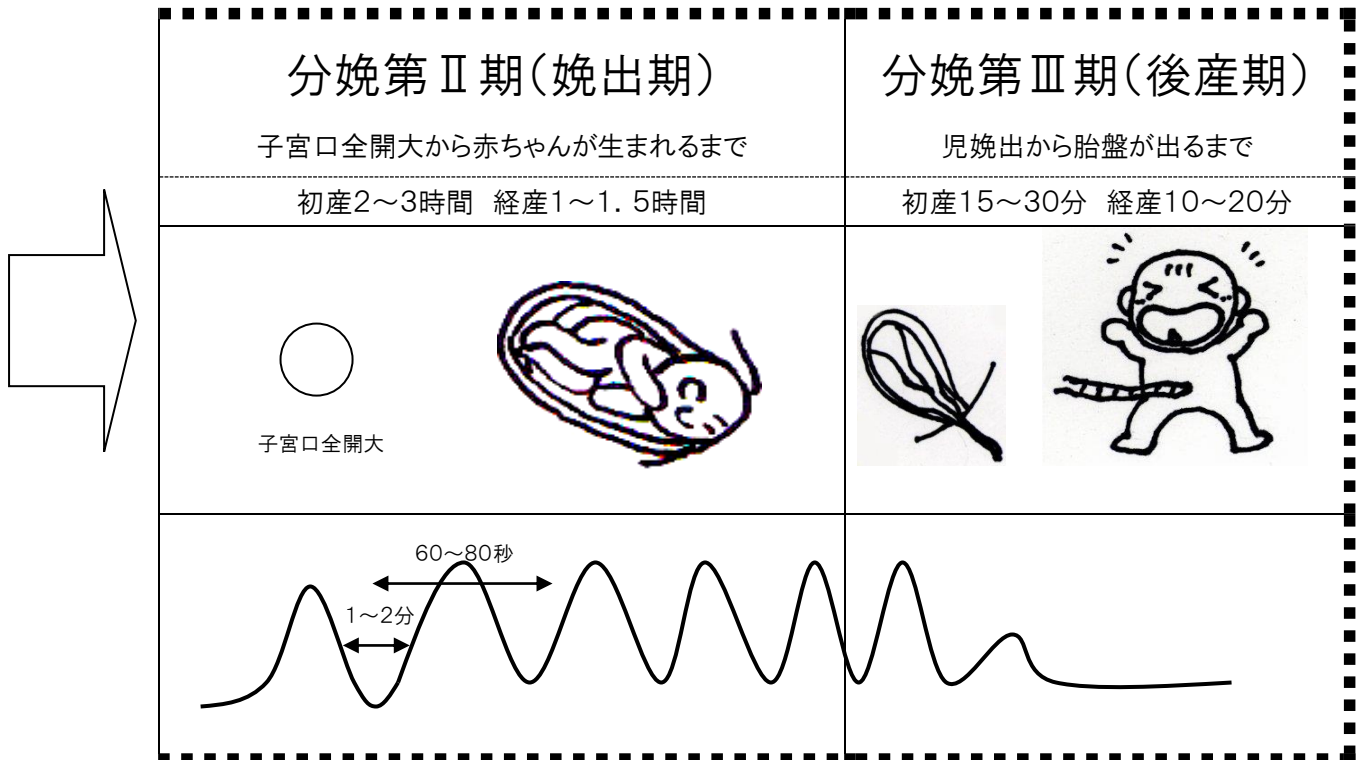 分娩第Ⅱ期（娩出期）
子宮口全開大から赤ちゃんが生まれるまで
初産2～3時間　経産1～1．5時間
分娩第Ⅲ期（後産期）
児娩出から胎盤が出るまで
初産15～30分　経産10～20分
子宮口全開大
60～80秒
1～2分